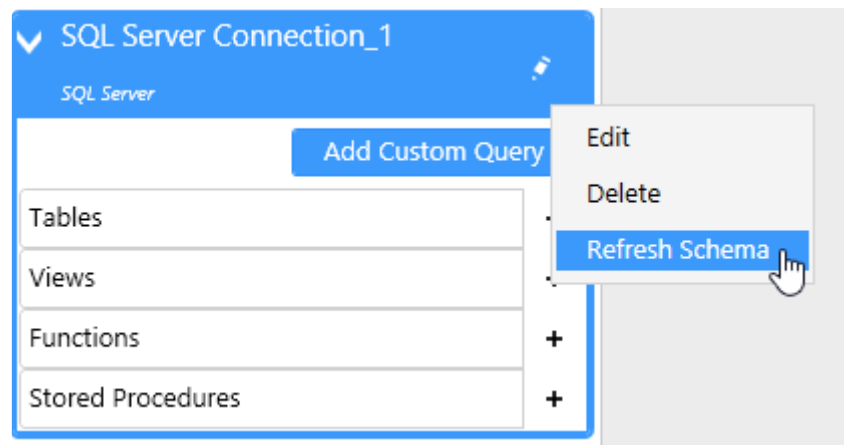 SQL Server Connection_1
SQL Server
Add Custom Query
Edit
Delete
Refresh Schema
Tables
Views
Functions
+
Stored Procedures
+